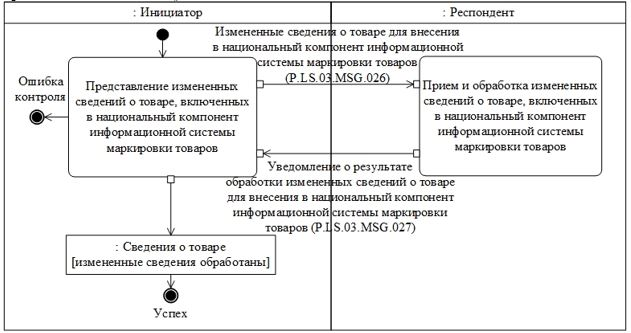 : Инициатор
: Респондент
Измененные сведения о товаре для внесения
в национальный компонент информационной
системы маркировки товаров
(P.LS.03.MSG.026)
Ошибка
контроля
Представление измененных
сведений о товаре, включенных
в национальный компонент
информационной системы
маркировки товаров
Прием и обработка измененных
сведений о товаре, включенных
в национальный компонент
информационной системы
маркировки товаров
Уведомление о результате
обработки измененных сведений о товаре
для внесения в национальный компонент
информационной системы маркировки
товаров (P.LS.03.MSG.027)
: Сведения о товаре
[измененные сведения обработаны]
Успех